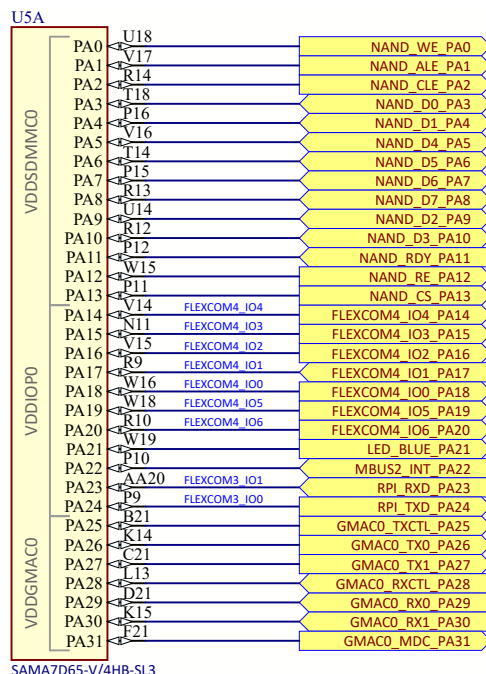 U5A
PA0 U18 NAND_WE_PA0
PA1 V17 NAND_ALE_PA1
PA2 R14 NAND_CLE_PA2
PA3 T18 NAND_D0_PA3
PA4 P16 NAND_D1_PA4
PA5 V16 NAND_D4_PA5
PA6 T14 NAND_D5_PA6
PA7 P15 NAND_D6_PA7
PA8 R13 NAND_D7_PA8
PA9 U14 NAND_D2_PA9
PA10 R12 NAND_D3_PA10
PA11 P12 NAND_RDY_PA11
PA12 W15 NAND_RE_PA12
PA13 P11 NAND_CS_PA13
VDDSDMMC0
PA14 V14 FLEXCOM4_IO4 FLEXCOM4_IO4_PA14
PA15 N11 FLEXCOM4_IO3 FLEXCOM4_IO3_PA15
PA16 V15 FLEXCOM4_IO2 FLEXCOM4_IO2_PA16
PA17 R9 FLEXCOM4_IO1 FLEXCOM4_IO1_PA17
PA18 W16 FLEXCOM4_IO0 FLEXCOM4_IO0_PA18
PA19 W18 FLEXCOM4_IO5 FLEXCOM4_IO5_PA19
PA20 R10 FLEXCOM4_IO6 FLEXCOM4_IO6_PA20
PA21 W19 LED_BLUE_PA21
PA22 P10 MBUS2_INT_PA22
PA23 AA20 FLEXCOM3_IO1 RPI_RXD_PA23
PA24 P9 FLEXCOM3_IO0 RPI_TXD_PA24
VDDIOP0
PA25 B21 GMAC0_TXCTL_PA25
PA26 K14 GMAC0_TX0_PA26
PA27 C21 GMAC0_TX1_PA27
PA28 L13 GMAC0_RXCTL_PA28
PA29 D21 GMAC0_RX0_PA29
PA30 K15 GMAC0_RX1_PA30
PA31 F21 GMAC0_MDC_PA31
VDDGMAC0
SAMA7D65-V/4HB-SL3